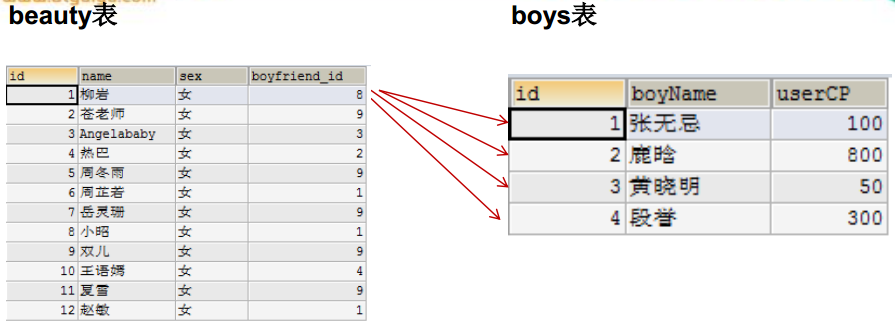 beauty表
boys表
id name sex boyfriend_id
1 柳岩 女 8
2 苍老师 女 9
3 Angelababy 女 3
4 热巴 女 2
5 周冬雨 女 9
6 周芷若 女 1
7 岳灵珊 女 9
8 小昭 女 1
9 双儿 女 9
10 王语嫣 女 4
11 夏雪 女 9
12 赵敏 女 1
id boyName userCP
1 张无忌 100
2 鹿晗 800
3 黄晓明 50
4 段誉 300